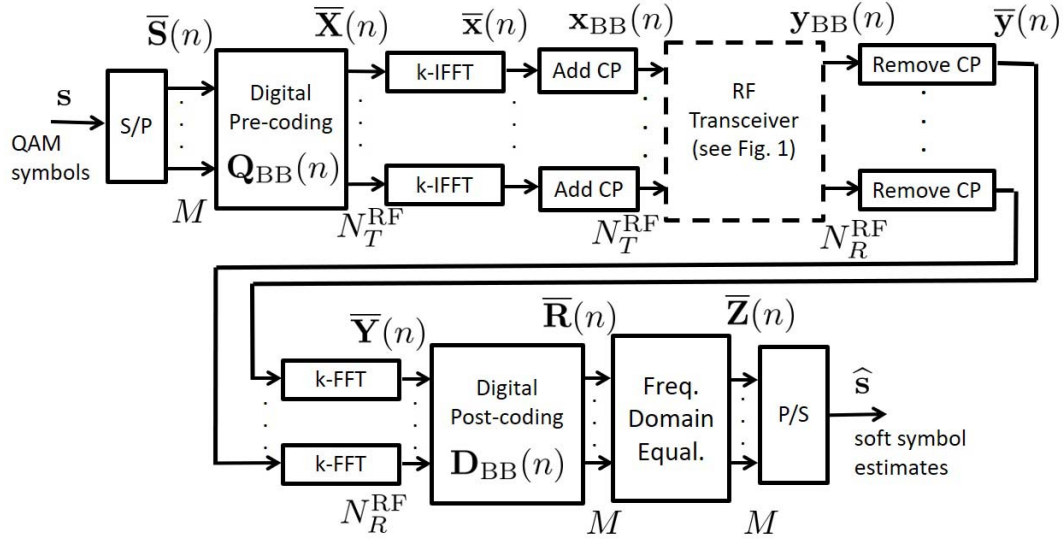 S̅(n)
X̅(n)
x̅(n)
x_BB(n)
y_BB(n)
y̅(n)
s
QAM
symbols
S/P
Digital
Pre-coding
Q_BB(n)
k-IFFT
Add CP
RF
Transceiver
(see Fig. 1)
Remove CP
k-IFFT
Add CP
Remove CP
M
N_T^RF
N_T^RF
N_R^RF
Y̅(n)
R̅(n)
Z̅(n)
k-FFT
Digital
Post-coding
D_BB(n)
Freq.
Domain
Equal.
P/S
ŝ
soft symbol
estimates
k-FFT
N_R^RF
M
M